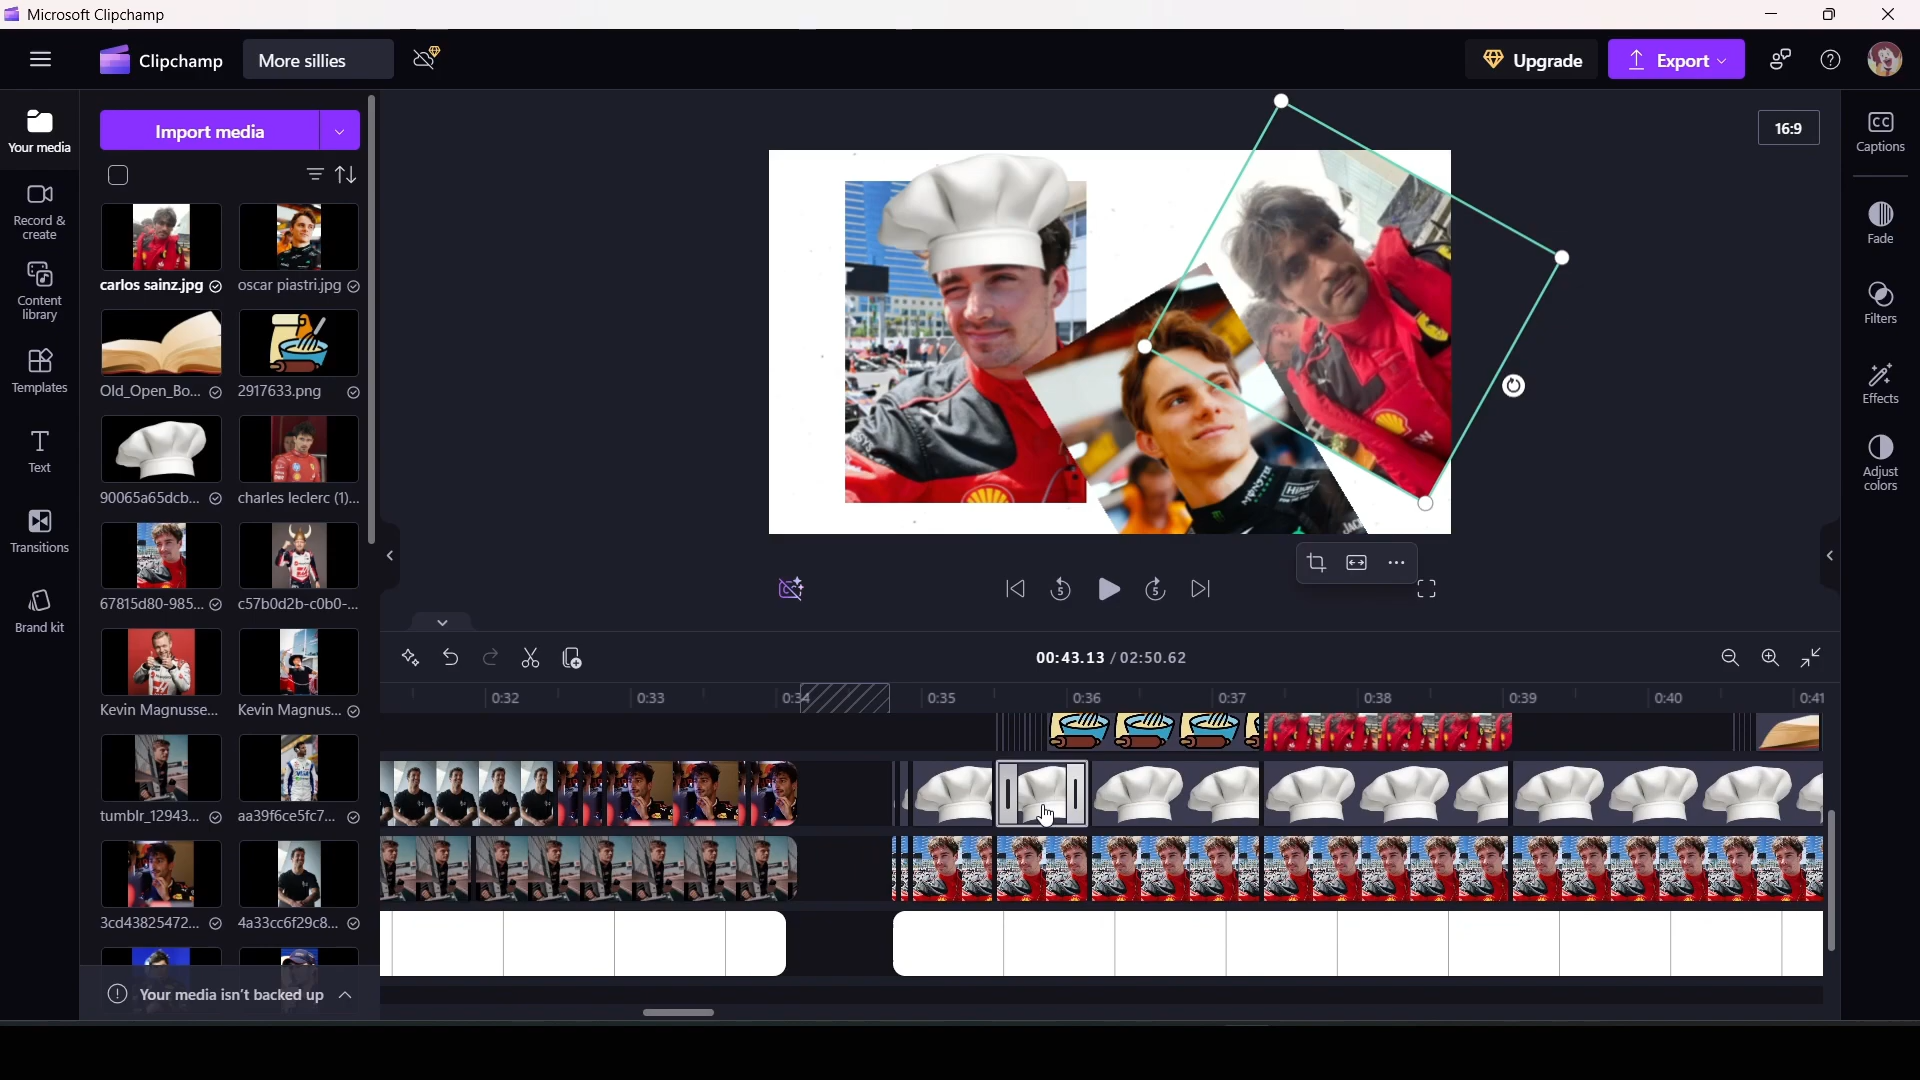 Microsoft Clipchamp
Clipchamp
More sillies
Upgrade
Export
Your media
Record &
create
Content
library
Templates
Text
Transitions
Brand kit
Import media
carlos sainz.jpg
oscar piastri.jpg
Old_Open_Bo...
2917633.png
90065a65dcb...
charles leclerc (1)...
67815d80-985...
c57b0d2b-c0b0-...
Kevin Magnusse...
Kevin Magnus...
tumblr_12943...
aa39f6ce5fc7...
3cd43825472...
4a33cc6f29c8...
Your media isn't backed up
16:9
MONSTER
CC
Captions
Fade
Filters
Effects
Adjust
colors
5
5
00:43.13 / 02:50.62
0:32 0:33 0:34 0:35 0:36 0:37 0:38 0:39 0:40 0:41